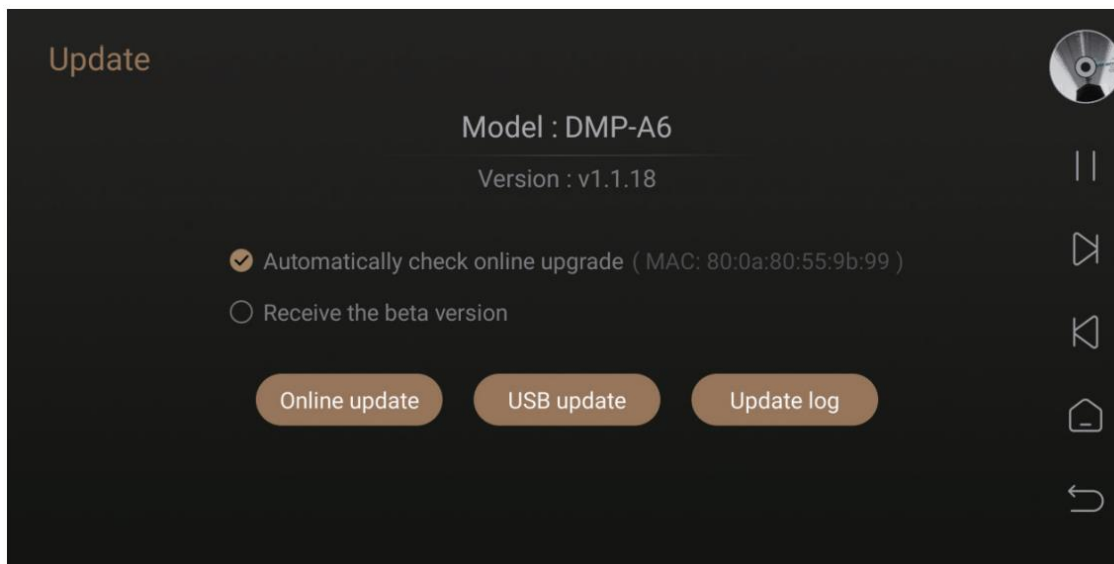 Update
Model : DMP-A6
Version : v1.1.18
Automatically check online upgrade ( MAC: 80:0a:80:55:9b:99 )
Receive the beta version
Online update
USB update
Update log